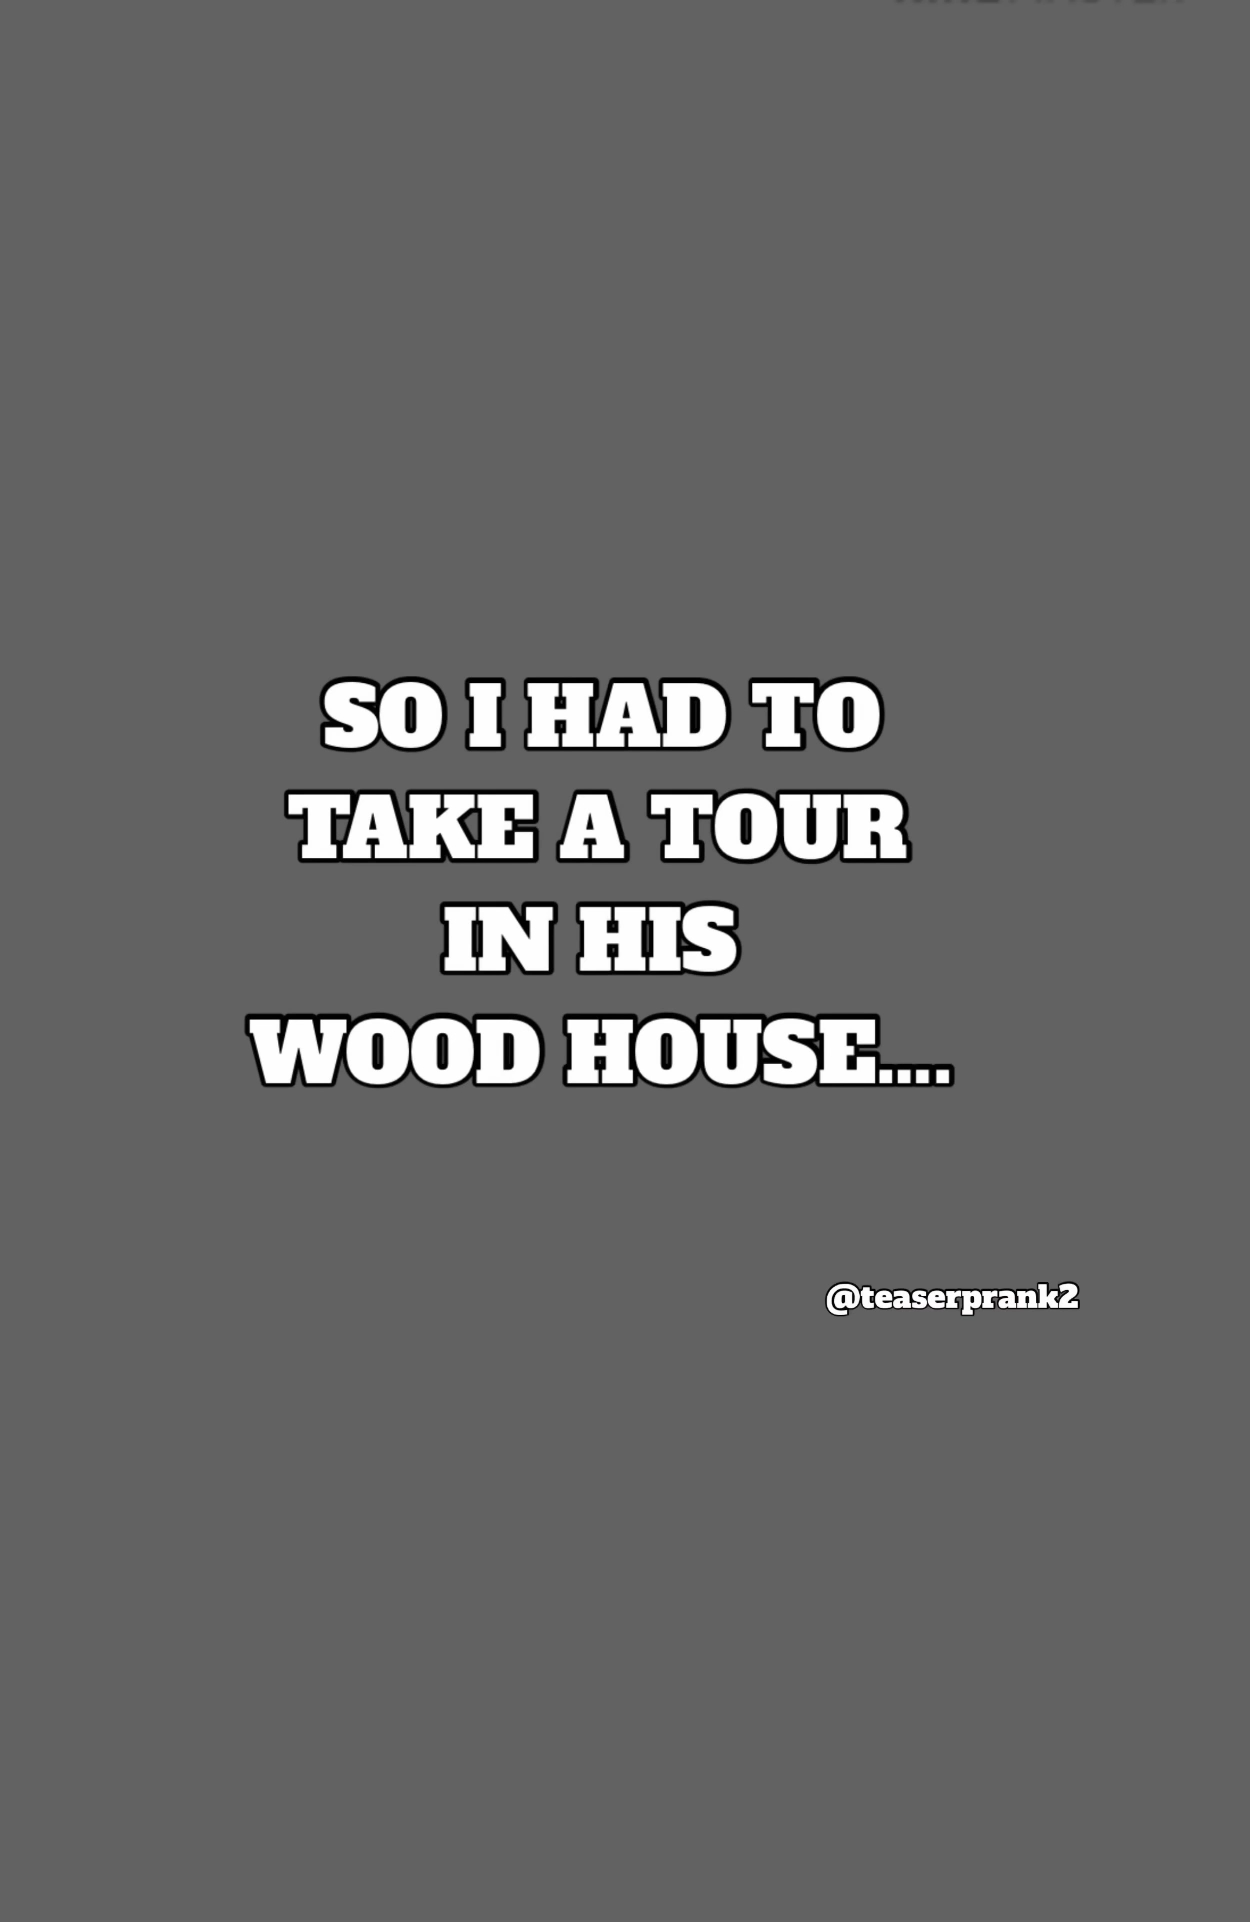 SO I HAD TO
TAKE A TOUR
IN HIS
WOOD HOUSE....
@teaserprank2